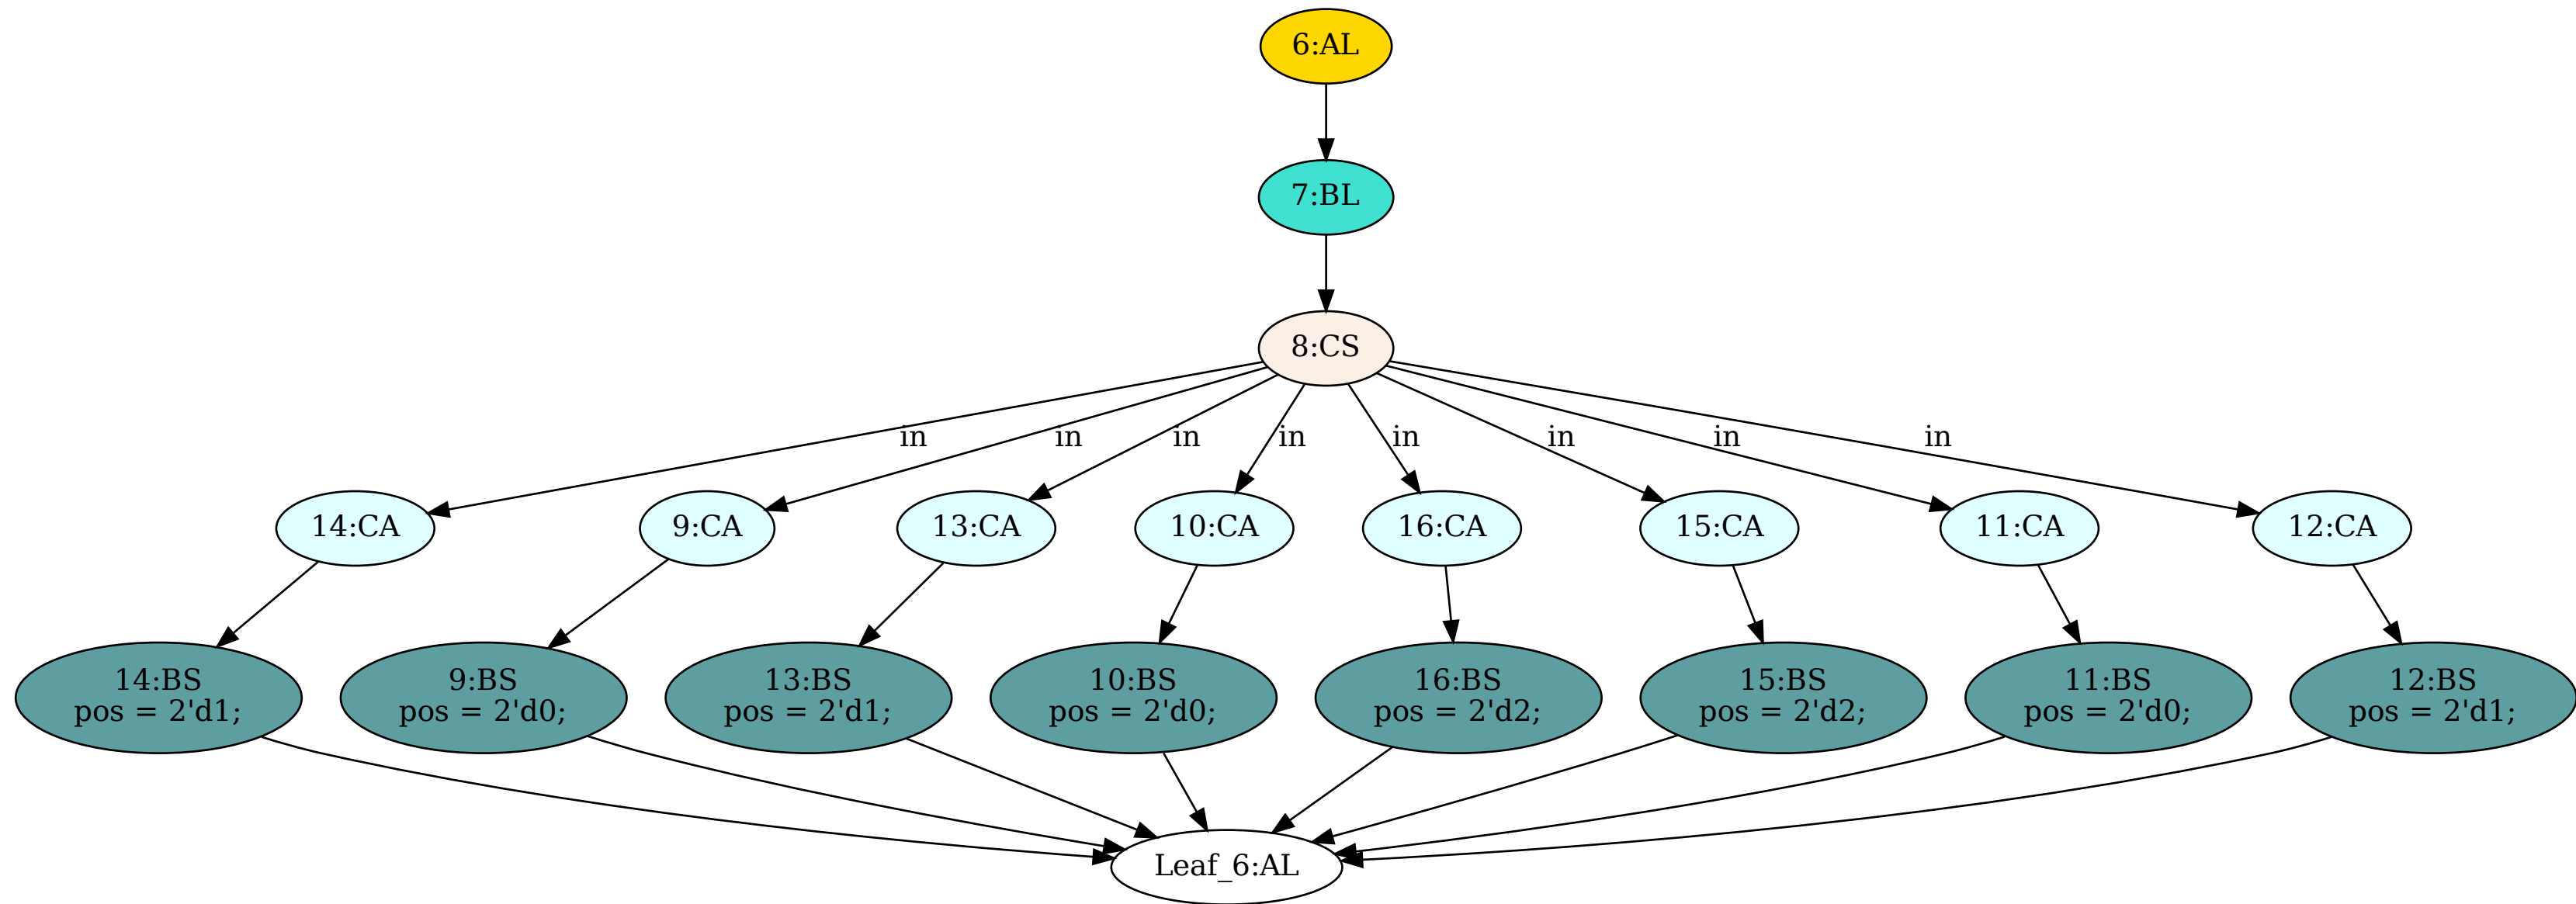 6:AL
7:BL
8:CS
in
in
in
in
in
in
in
in
14:CA
9:CA
13:CA
10:CA
16:CA
15:CA
11:CA
12:CA
14:BS
pos = 2'd1;
9:BS
pos = 2'd0;
13:BS
pos = 2'd1;
10:BS
pos = 2'd0;
16:BS
pos = 2'd2;
15:BS
pos = 2'd2;
11:BS
pos = 2'd0;
12:BS
pos = 2'd1;
Leaf_6:AL